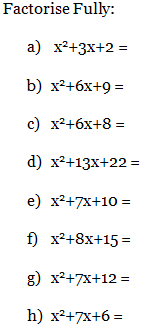 Factorise Fully:
a) x²+3x+2 =
b) x²+6x+9 =
c) x²+6x+8 =
d) x²+13x+22 =
e) x²+7x+10 =
f) x²+8x+15 =
g) x²+7x+12 =
h) x²+7x+6 =